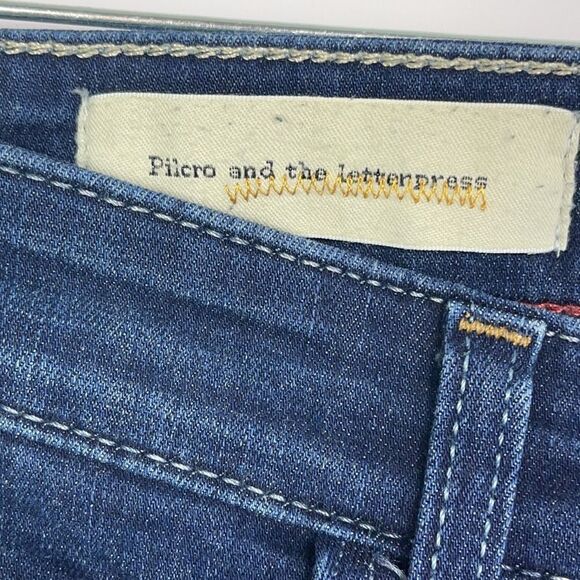 Pilcro and the letterpress